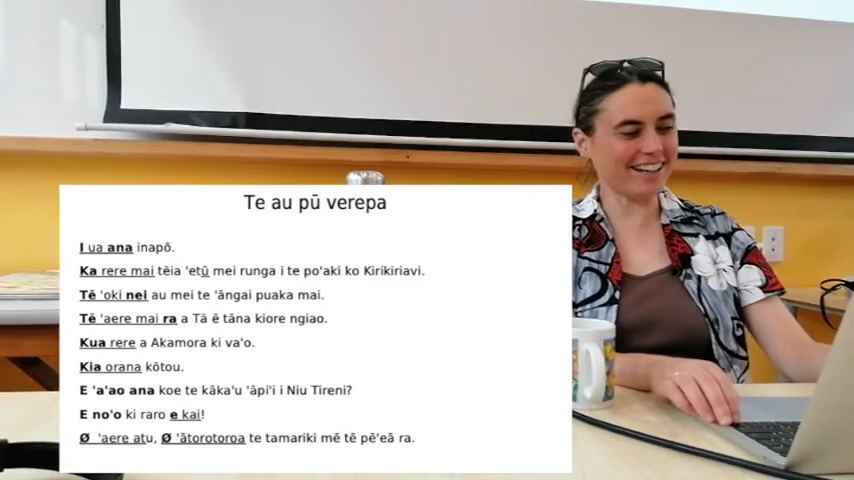 Te au pū verepa
I ua ana inapō.
Ka rere mai tēia 'etū mei runga i te po'aki ko Kirikiriavi.
Tē 'oki nei au mei te 'āngai puaka mai.
Tē 'aere mai ra a Tā ē tāna kiore ngiao.
Kua rere a Akamora ki va'o.
Kia orana kōtou.
E 'a'ao ana koe te kāka'u 'āpi'i i Niu Tireni?
E no'o ki raro e kai!
Ø 'aere atu, Ø 'ātorotoroa te tamariki mē tē pē'eā ra.